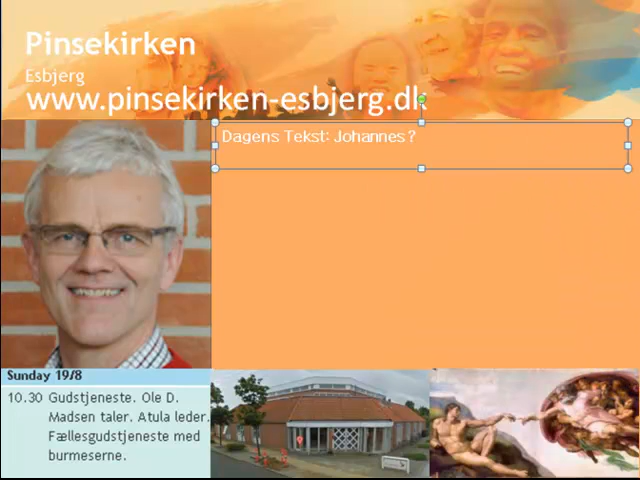 Pinsekirken
Esbjerg
www.pinsekirken-esbjerg.dk
Dagens Tekst: Johannes ?
Sunday 19/8
10.30 Gudstjeneste. Ole D.
Madsen taler. Atula leder.
Fællesgudstjeneste med
burmeserne.